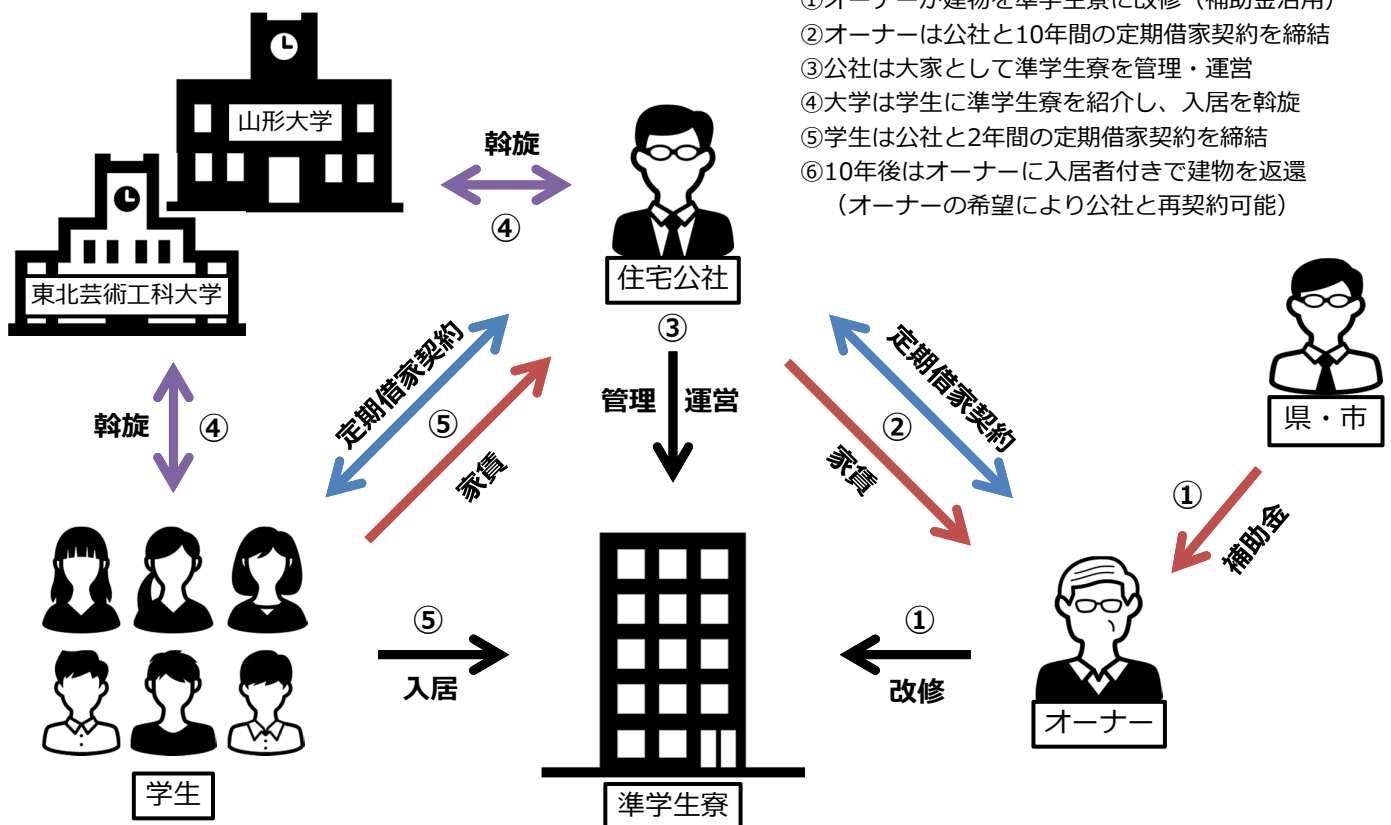 ①オーナーが建物を準学生寮に改修（補助金活用）
②オーナーは公社と10年間の定期借家契約を締結
③公社は大家として準学生寮を管理・運営
④大学は学生に準学生寮を紹介し、入居を斡旋
⑤学生は公社と2年間の定期借家契約を締結
⑥10年後はオーナーに入居者付きで建物を返還
（オーナーの希望により公社と再契約可能）
山形大学
東北芸術工科大学
斡旋
④
住宅公社
③
管理 運営
県・市
斡旋 ④
定期借家契約
⑤
家賃
定期借家契約
②
家賃
①
補助金
⑤
入居
①
改修
オーナー
学生
準学生寮